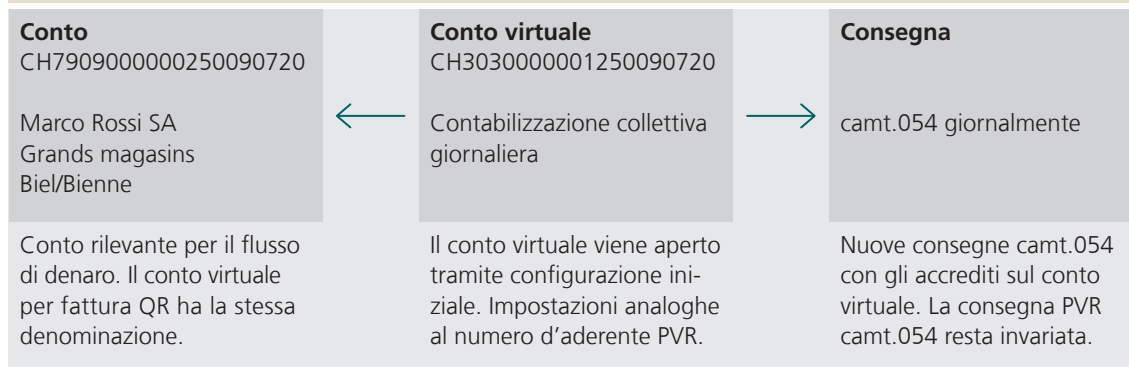 Conto
CH7909000000250090720
Marco Rossi SA
Grands magasins
Biel/Bienne
Conto rilevante per il flusso
di denaro. Il conto virtuale
per fattura QR ha la stessa
denominazione.
Conto virtuale
CH3030000001250090720
Contabilizzazione collettiva
giornaliera
Il conto virtuale viene aperto
tramite configurazione ini-
ziale. Impostazioni analoghe
al numero d’aderente PVR.
Consegna
camt.054 giornalmente
Nuove consegne camt.054
con gli accrediti sul conto
virtuale. La consegna PVR
camt.054 resta invariata.